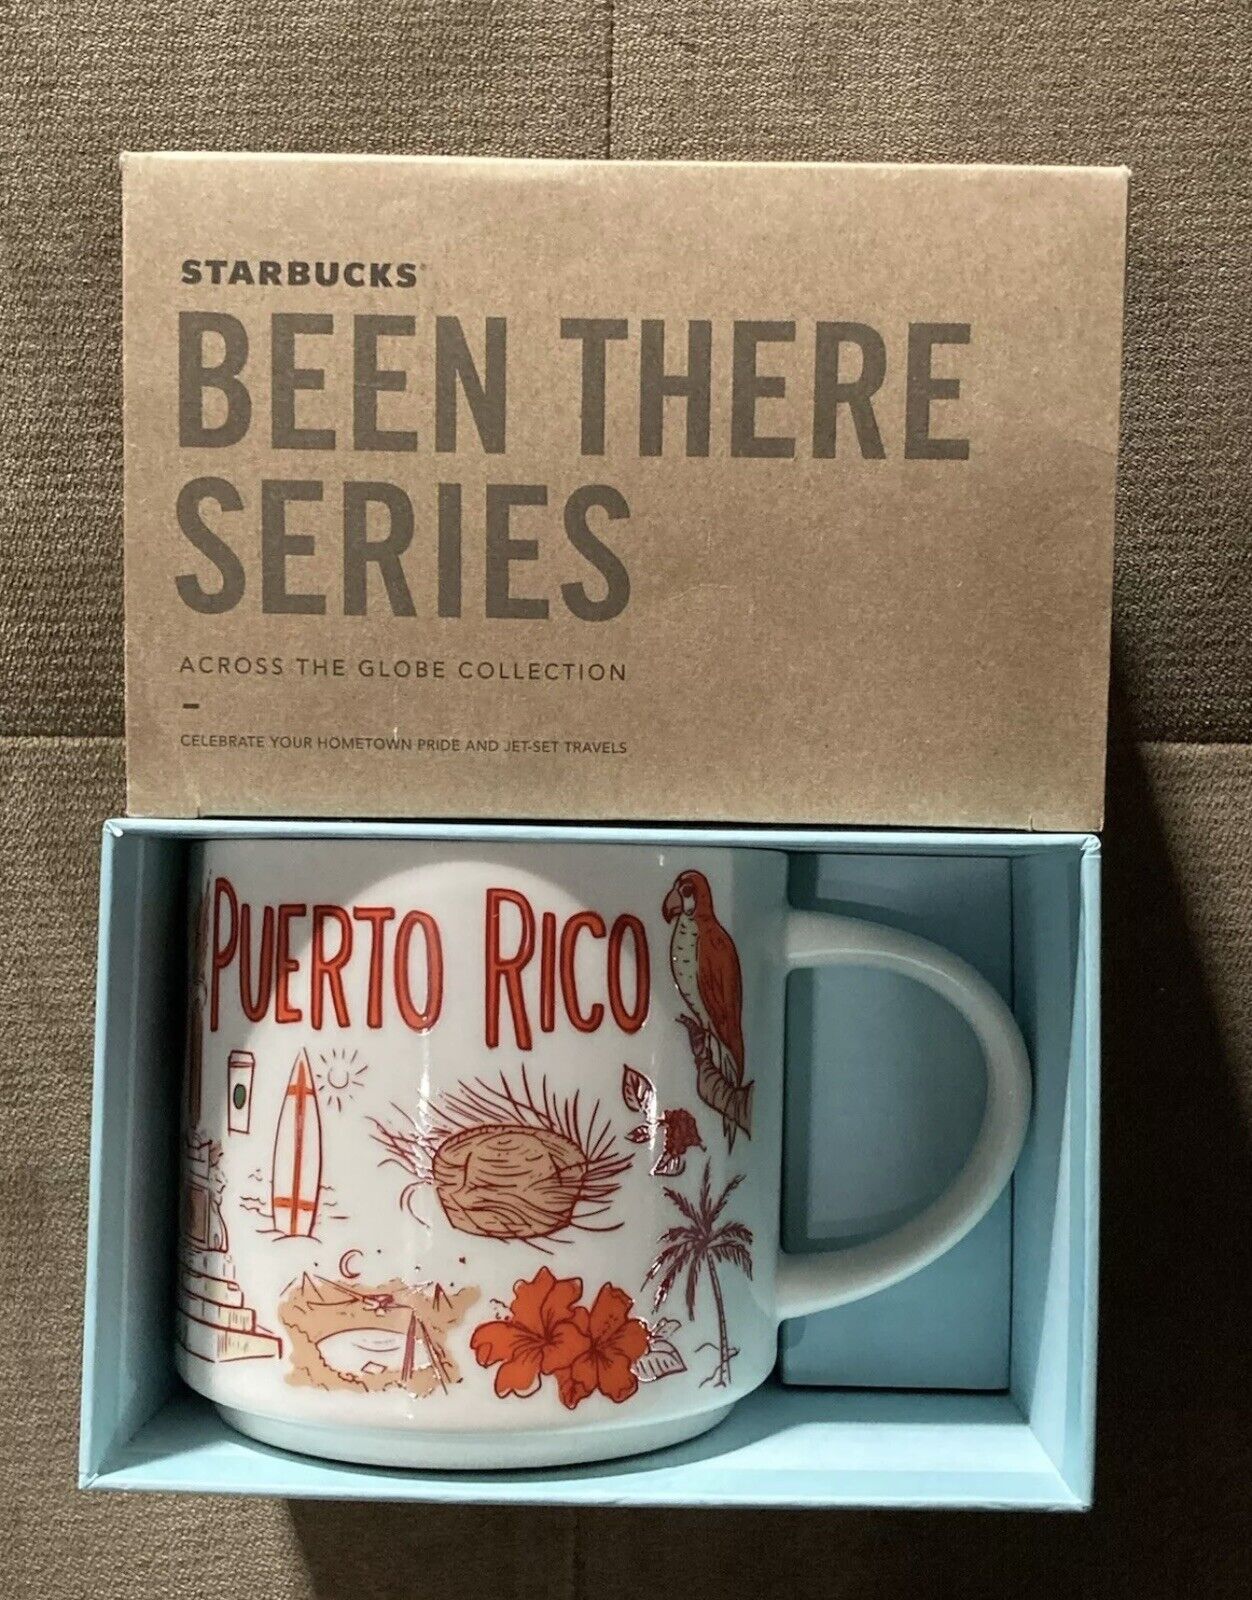 STARBUCKS®
BEEN THERE
SERIES
ACROSS THE GLOBE COLLECTION
–
CELEBRATE YOUR HOMETOWN PRIDE AND JET-SET TRAVELS
PUERTO RICO